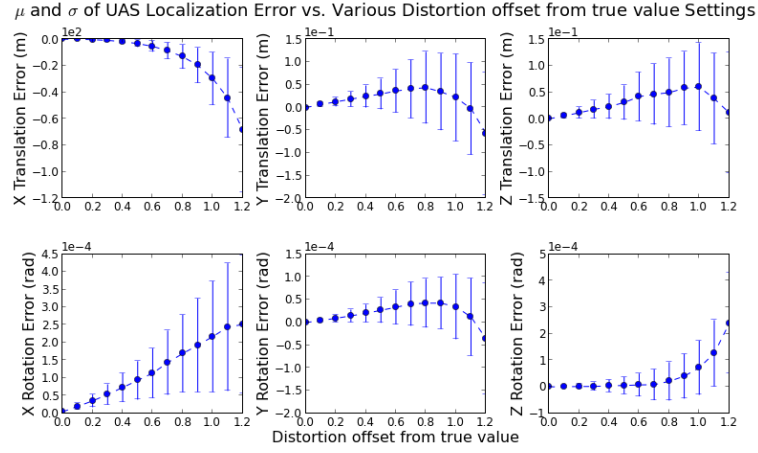 μ and σ of UAS Localization Error vs. Various Distortion offset from true value Settings
1e2
0.0
−0.2
−0.4
−0.6
−0.8
−1.0
−1.2
0.0 0.2 0.4 0.6 0.8 1.0 1.2
X Translation Error (m)
1e−1
1.5
1.0
0.5
0.0
−0.5
−1.0
−1.5
−2.0
0.0 0.2 0.4 0.6 0.8 1.0 1.2
Y Translation Error (m)
1e−1
1.5
1.0
0.5
0.0
−0.5
−1.0
−1.5
0.0 0.2 0.4 0.6 0.8 1.0 1.2
Z Translation Error (m)
1e−4
4.5
4.0
3.5
3.0
2.5
2.0
1.5
1.0
0.5
0.0
0.0 0.2 0.4 0.6 0.8 1.0 1.2
X Rotation Error (rad)
1e−4
1.5
1.0
0.5
0.0
−0.5
−1.0
−1.5
−2.0
0.0 0.2 0.4 0.6 0.8 1.0 1.2
Y Rotation Error (rad)
1e−4
5
4
3
2
1
0
−1
0.0 0.2 0.4 0.6 0.8 1.0 1.2
Z Rotation Error (rad)
Distortion offset from true value